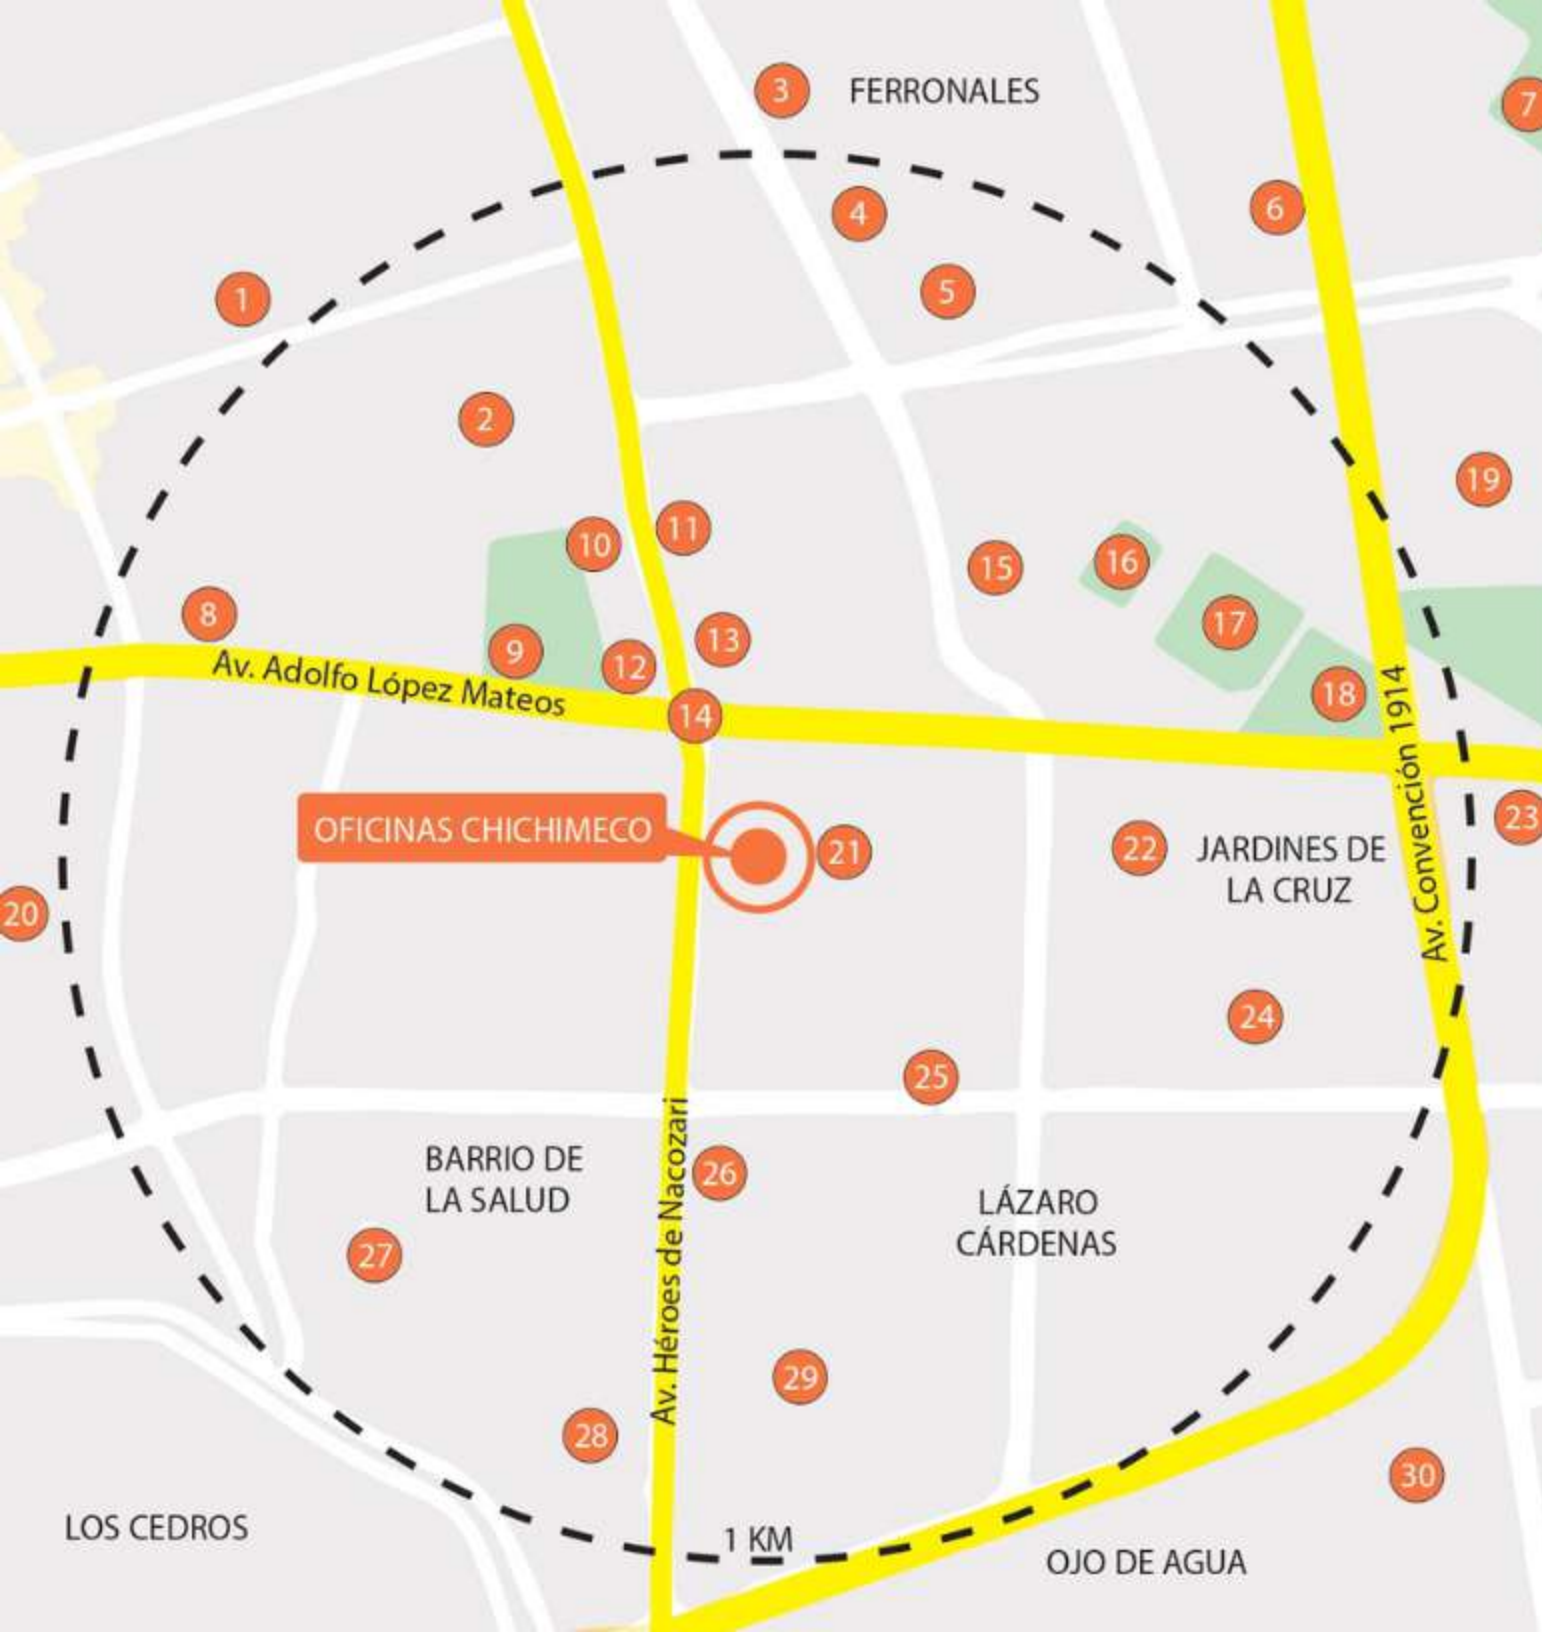 3
FERRONALES
7
4
6
5
1
2
19
11
10
15
16
8
17
13
9
12
18
Av. Adolfo López Mateos
14
Av. Convención 1914
OFICINAS CHICHIMECO
21
22
JARDINES DE
LA CRUZ
23
20
24
25
Av. Héroes de Nacozari
BARRIO DE
LA SALUD
26
LÁZARO
CÁRDENAS
27
29
28
30
LOS CEDROS
1 KM
OJO DE AGUA